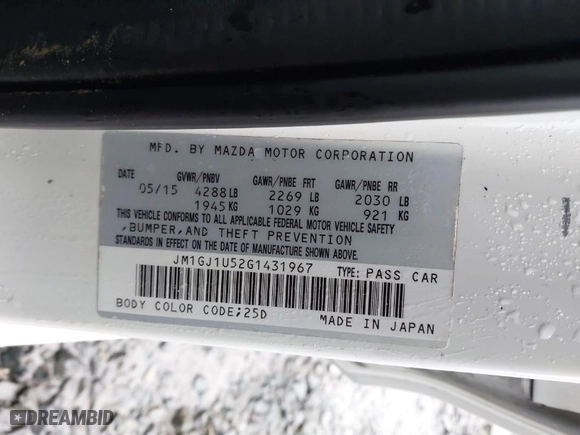 MFD. BY MAZDA MOTOR CORPORATION
DATE GVWR/PNBV GAWR/PNBE FRT GAWR/PNBE RR
05/15 4288 LB 2269 LB 2030 LB
1945 KG 1029 KG 921 KG
THIS VEHICLE CONFORMS TO ALL APPLICABLE FEDERAL MOTOR VEHICLE SAFETY
,BUMPER,AND THEFT PREVENTION
STANDARDS IN EFFECT ON THE DATE OF MANUFACTURE SHOWN ABOVE.
JM1GJ1U52G1431967 TYPE: PASS CAR
BODY COLOR CODE;25D MADE IN JAPAN
DREAMBID